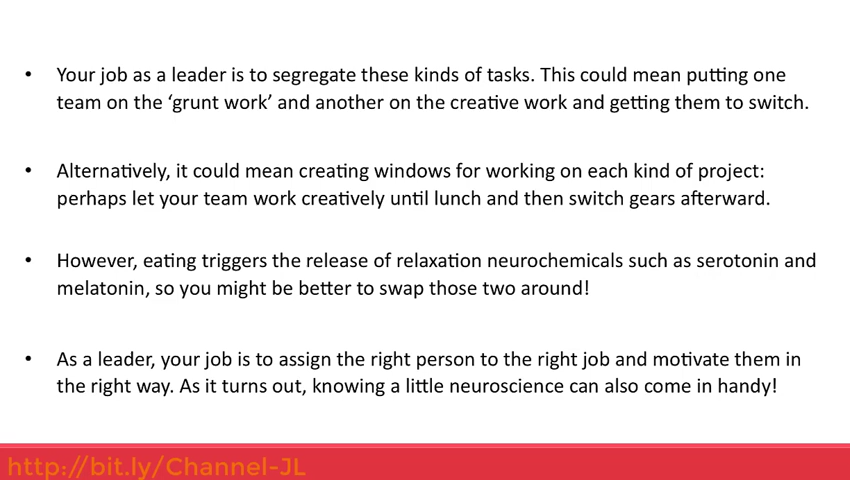 • Your job as a leader is to segregate these kinds of tasks. This could mean putting one
team on the ‘grunt work’ and another on the creative work and getting them to switch.
• Alternatively, it could mean creating windows for working on each kind of project:
perhaps let your team work creatively until lunch and then switch gears afterward.
• However, eating triggers the release of relaxation neurochemicals such as serotonin and
melatonin, so you might be better to swap those two around!
• As a leader, your job is to assign the right person to the right job and motivate them in
the right way. As it turns out, knowing a little neuroscience can also come in handy!
http://bit.ly/Channel-JL